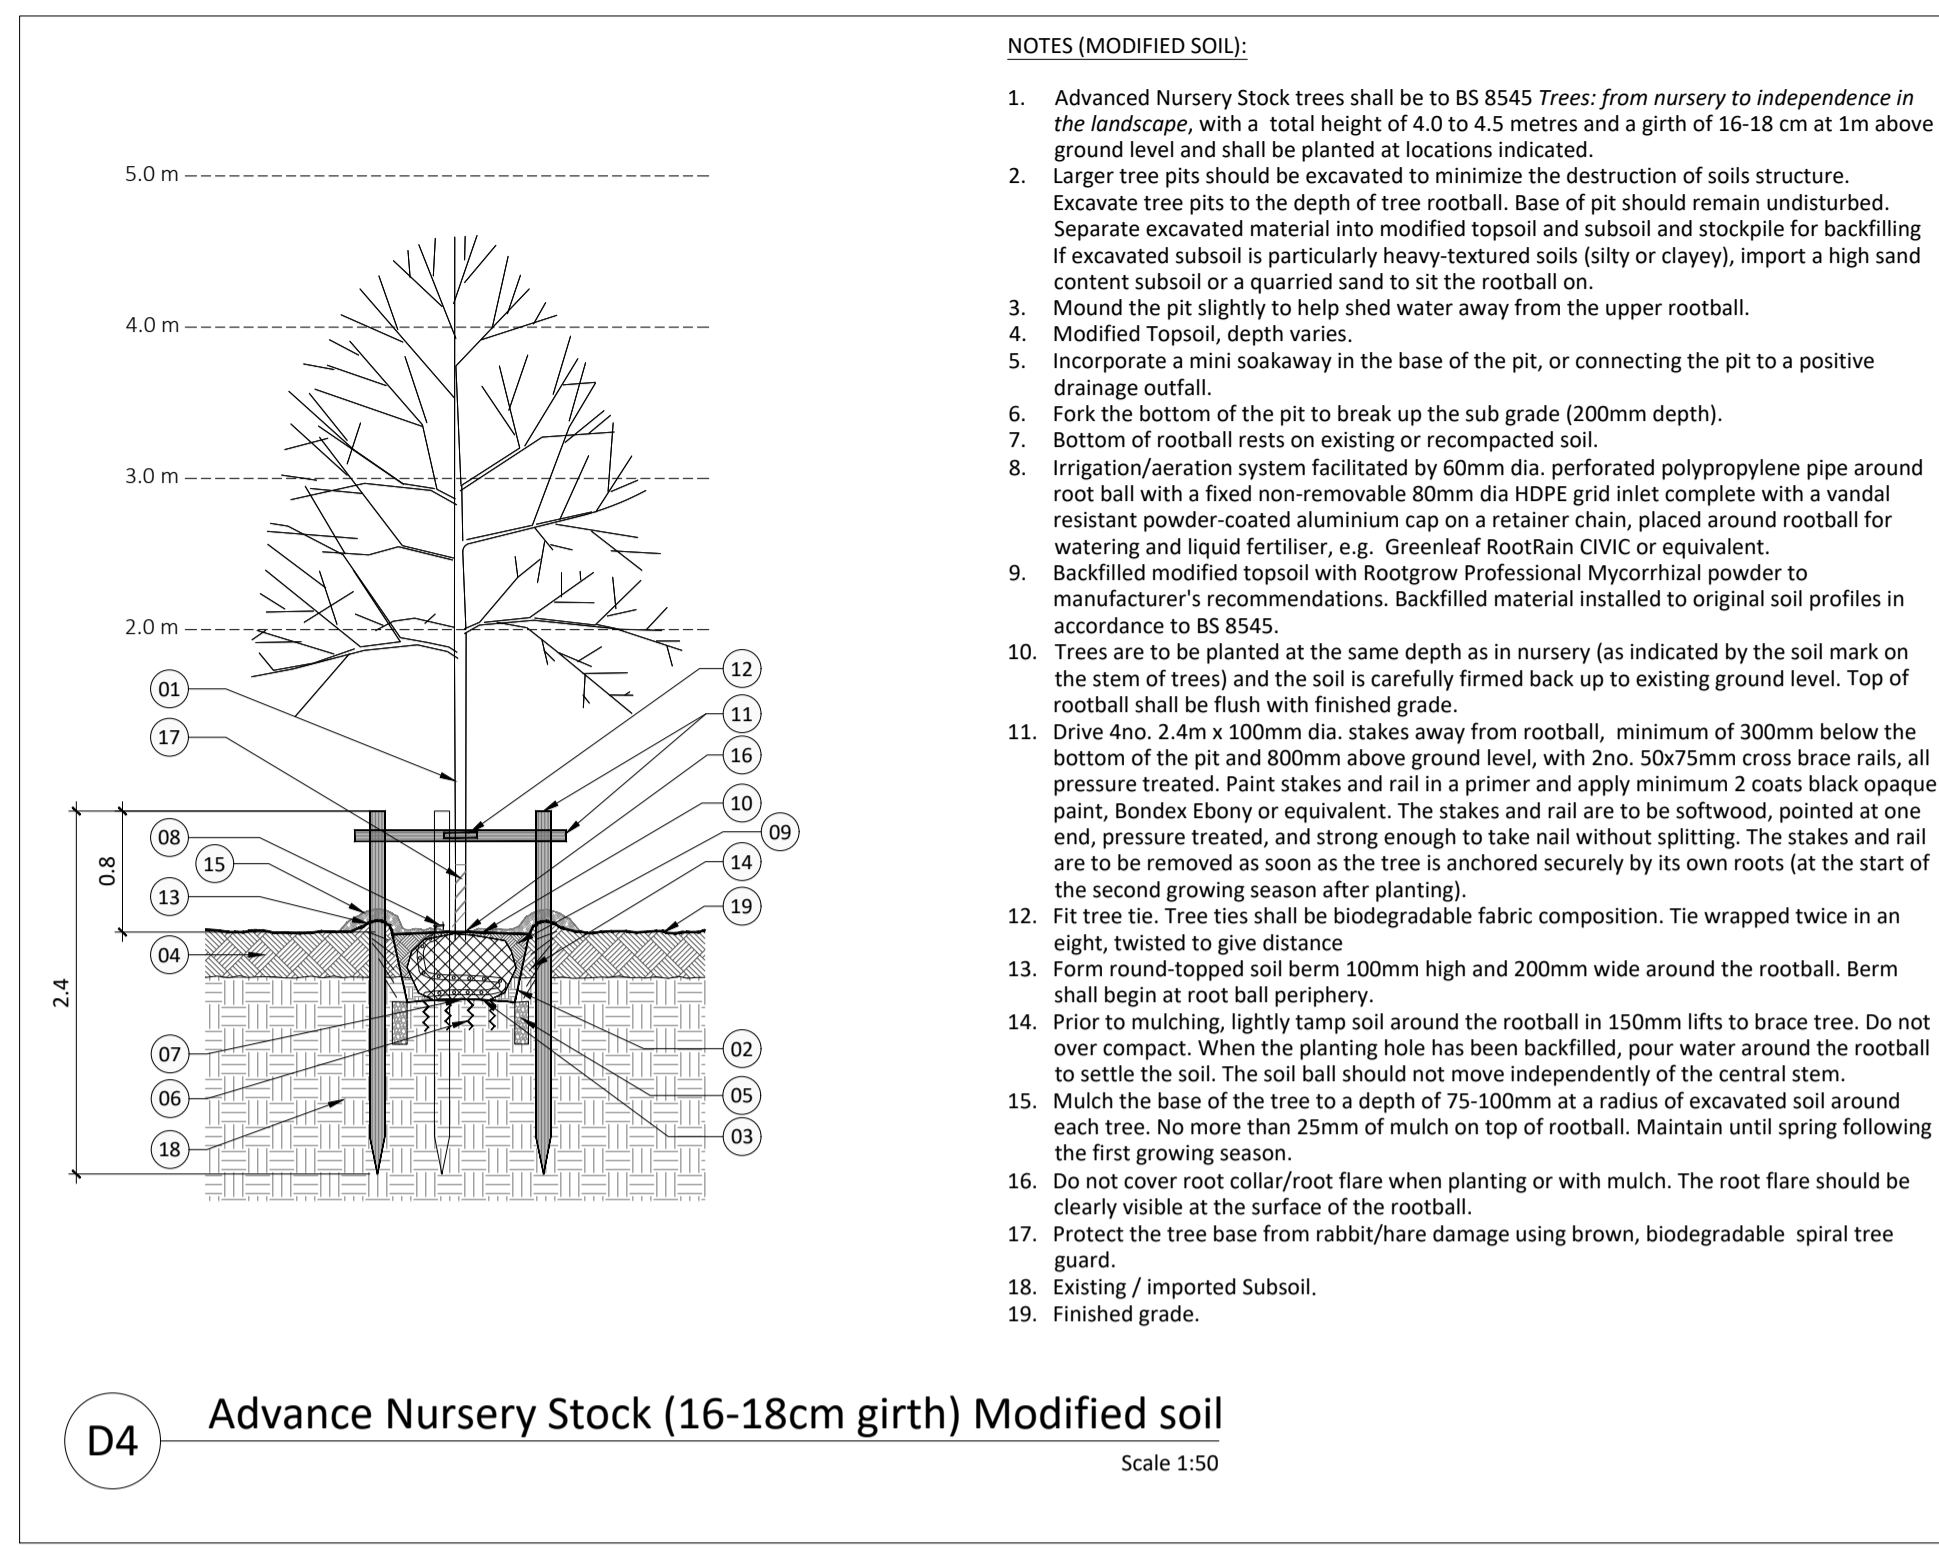 NOTES (MODIFIED SOIL):
1. Advanced Nursery Stock trees shall be to BS 8545 Trees: from nursery to independence in
the landscape, with a total height of 4.0 to 4.5 metres and a girth of 16-18 cm at 1m above
ground level and shall be planted at locations indicated.
2. Larger tree pits should be excavated to minimize the destruction of soils structure.
Excavate tree pits to the depth of tree rootball. Base of pit should remain undisturbed.
Separate excavated material into modified topsoil and subsoil and stockpile for backfilling
If excavated subsoil is particularly heavy-textured soils (silty or clayey), import a high sand
content subsoil or a quarried sand to sit the rootball on.
3. Mound the pit slightly to help shed water away from the upper rootball.
4. Modified Topsoil, depth varies.
5. Incorporate a mini soakaway in the base of the pit, or connecting the pit to a positive
drainage outfall.
6. Fork the bottom of the pit to break up the sub grade (200mm depth).
7. Bottom of rootball rests on existing or recompacted soil.
8. Irrigation/aeration system facilitated by 60mm dia. perforated polypropylene pipe around
root ball with a fixed non-removable 80mm dia HDPE grid inlet complete with a vandal
resistant powder-coated aluminium cap on a retainer chain, placed around rootball for
watering and liquid fertiliser, e.g. Greenleaf RootRain CIVIC or equivalent.
9. Backfilled modified topsoil with Rootgrow Professional Mycorrhizal powder to
manufacturer's recommendations. Backfilled material installed to original soil profiles in
accordance to BS 8545.
10. Trees are to be planted at the same depth as in nursery (as indicated by the soil mark on
the stem of trees) and the soil is carefully firmed back up to existing ground level. Top of
rootball shall be flush with finished grade.
11. Drive 4no. 2.4m x 100mm dia. stakes away from rootball, minimum of 300mm below the
bottom of the pit and 800mm above ground level, with 2no. 50x75mm cross brace rails, all
pressure treated. Paint stakes and rail in a primer and apply minimum 2 coats black opaque
paint, Bondex Ebony or equivalent. The stakes and rail are to be softwood, pointed at one
end, pressure treated, and strong enough to take nail without splitting. The stakes and rail
are to be removed as soon as the tree is anchored securely by its own roots (at the start of
the second growing season after planting).
12. Fit tree tie. Tree ties shall be biodegradable fabric composition. Tie wrapped twice in an
eight, twisted to give distance
13. Form round-topped soil berm 100mm high and 200mm wide around the rootball. Berm
shall begin at root ball periphery.
14. Prior to mulching, lightly tamp soil around the rootball in 150mm lifts to brace tree. Do not
over compact. When the planting hole has been backfilled, pour water around the rootball
to settle the soil. The soil ball should not move independently of the central stem.
15. Mulch the base of the tree to a depth of 75-100mm at a radius of excavated soil around
each tree. No more than 25mm of mulch on top of rootball. Maintain until spring following
the first growing season.
16. Do not cover root collar/root flare when planting or with mulch. The root flare should be
clearly visible at the surface of the rootball.
17. Protect the tree base from rabbit/hare damage using brown, biodegradable spiral tree
guard.
18. Existing / imported Subsoil.
19. Finished grade.
5.0 m
4.0 m
3.0 m
2.0 m
01
17
08
15
13
04
07
06
18
12
11
16
10
09
14
19
02
05
03
0.8
2.4
D4
Advance Nursery Stock (16-18cm girth) Modified soil
Scale 1:50